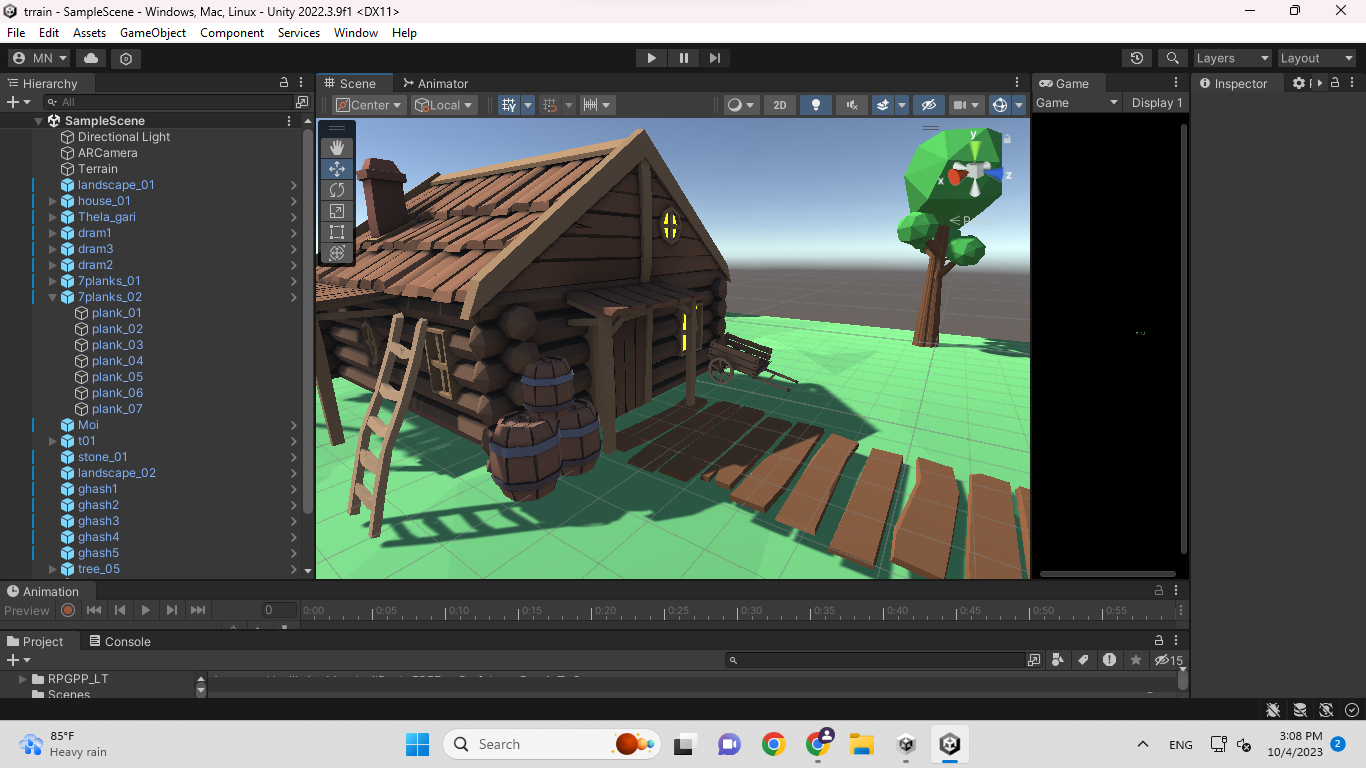 trrain - SampleScene - Windows, Mac, Linux - Unity 2022.3.9f1 <DX11>
File Edit Assets GameObject Component Services Window Help
MN Layers Layout
Hierarchy Scene Animator Game Inspector
All Center Local 2D Game Display 1
SampleScene
Directional Light
ARCamera
Terrain
landscape_01
house_01
Thela_gari
dram1
dram3
dram2
7planks_01
7planks_02
plank_01
plank_02
plank_03
plank_04
plank_05
plank_06
plank_07
Moi
t01
stone_01
landscape_02
ghash1
ghash2
ghash3
ghash4
ghash5
tree_05
y
x z
Animation
Preview 0 0:00 0:05 0:10 0:15 0:20 0:25 0:30 0:35 0:40 0:45 0:50 0:55
Project Console
15
RPGPP_LT
Scenes
85°F
Heavy rain
Search
ENG
3:08 PM
10/4/2023 2